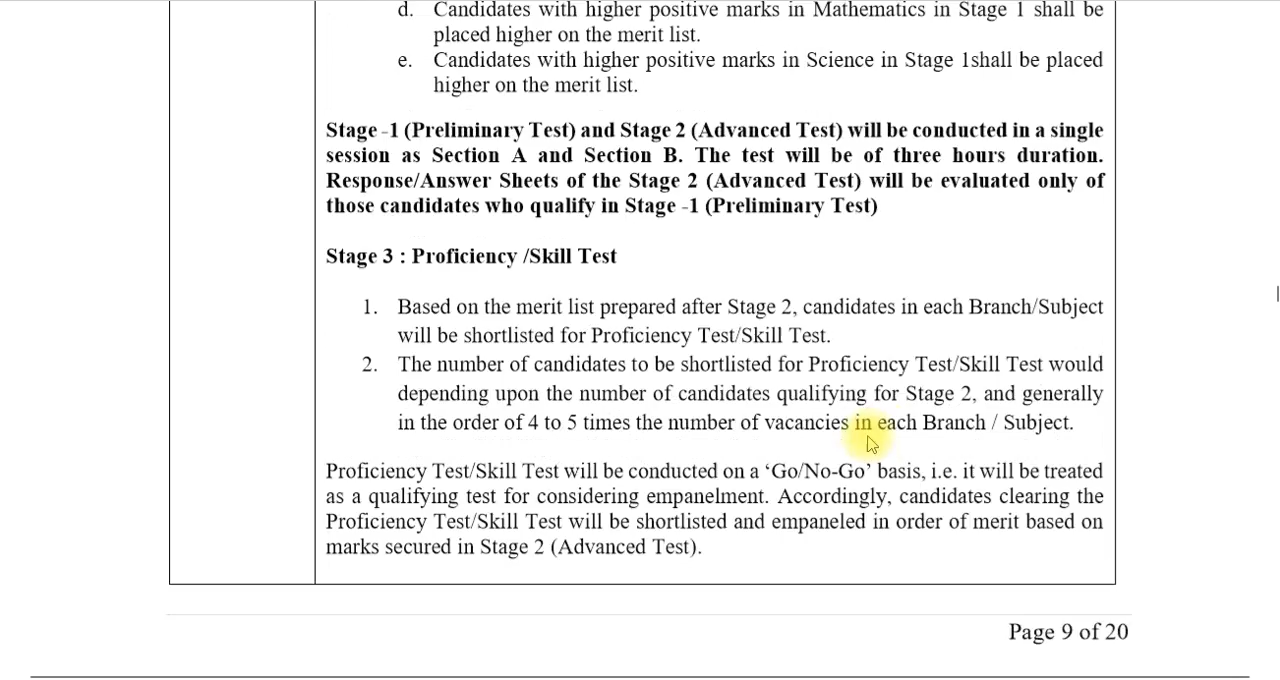 d. Candidates with higher positive marks in Mathematics in Stage 1 shall be
placed higher on the merit list.
e. Candidates with higher positive marks in Science in Stage 1shall be placed
higher on the merit list.
Stage -1 (Preliminary Test) and Stage 2 (Advanced Test) will be conducted in a single
session as Section A and Section B. The test will be of three hours duration.
Response/Answer Sheets of the Stage 2 (Advanced Test) will be evaluated only of
those candidates who qualify in Stage -1 (Preliminary Test)
Stage 3 : Proficiency /Skill Test
1. Based on the merit list prepared after Stage 2, candidates in each Branch/Subject
will be shortlisted for Proficiency Test/Skill Test.
2. The number of candidates to be shortlisted for Proficiency Test/Skill Test would
depending upon the number of candidates qualifying for Stage 2, and generally
in the order of 4 to 5 times the number of vacancies in each Branch / Subject.
Proficiency Test/Skill Test will be conducted on a ‘Go/No-Go’ basis, i.e. it will be treated
as a qualifying test for considering empanelment. Accordingly, candidates clearing the
Proficiency Test/Skill Test will be shortlisted and empaneled in order of merit based on
marks secured in Stage 2 (Advanced Test).
Page 9 of 20